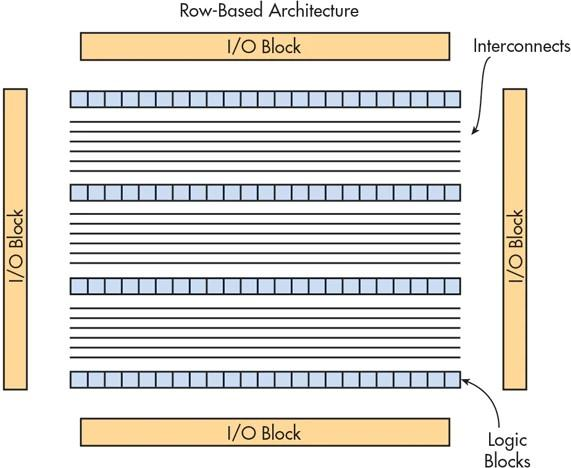 Row-Based Architecture
I/O Block
Interconnects
I/O Block
I/O Block
I/O Block
Logic
Blocks